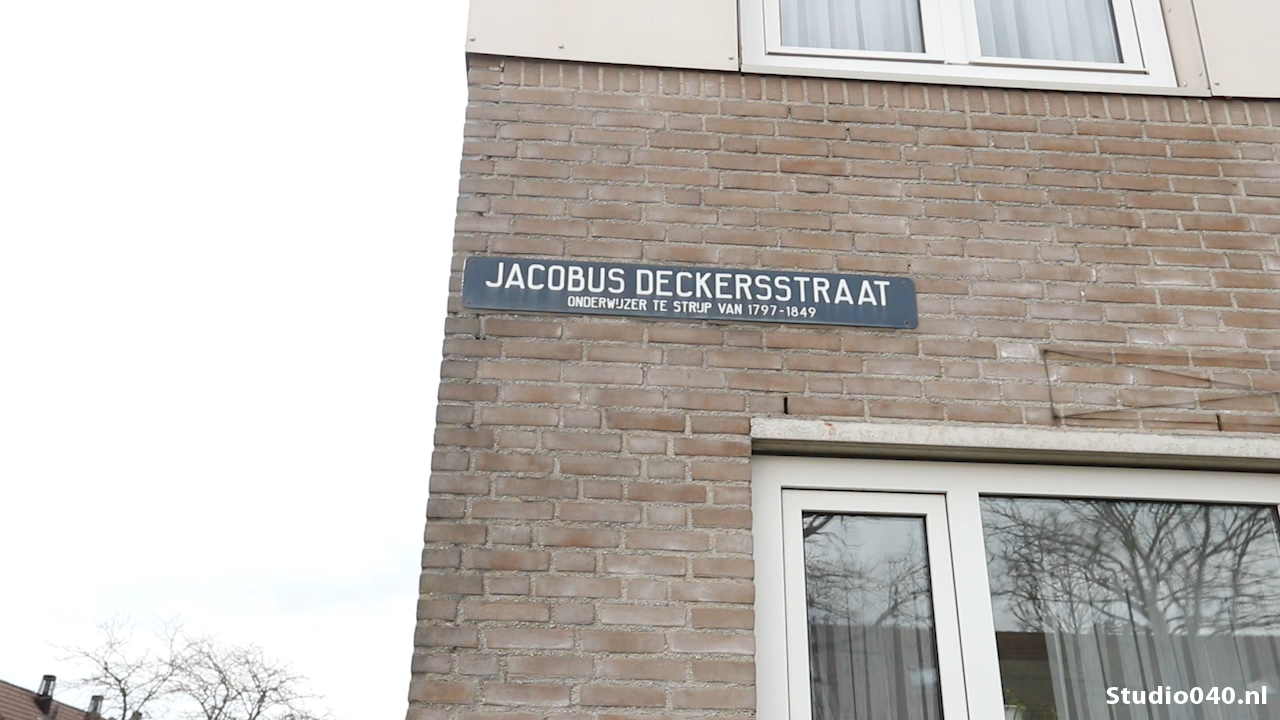 JACOBUS DECKERSSTRAAT
ONDERWIJZER TE STRIJP VAN 1797-1849
Studio040.nl